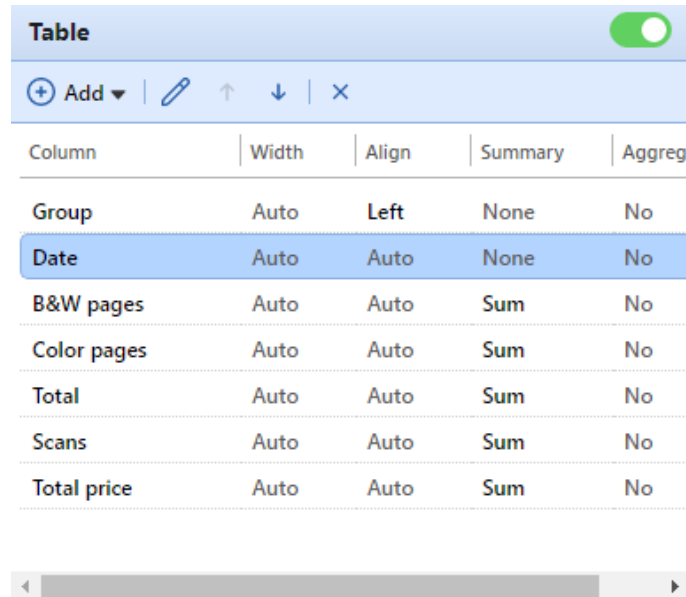 Table
Add
Column Width Align Summary Aggreg
Group Auto Left None No
Date Auto Auto None No
B&W pages Auto Auto Sum No
Color pages Auto Auto Sum No
Total Auto Auto Sum No
Scans Auto Auto Sum No
Total price Auto Auto Sum No